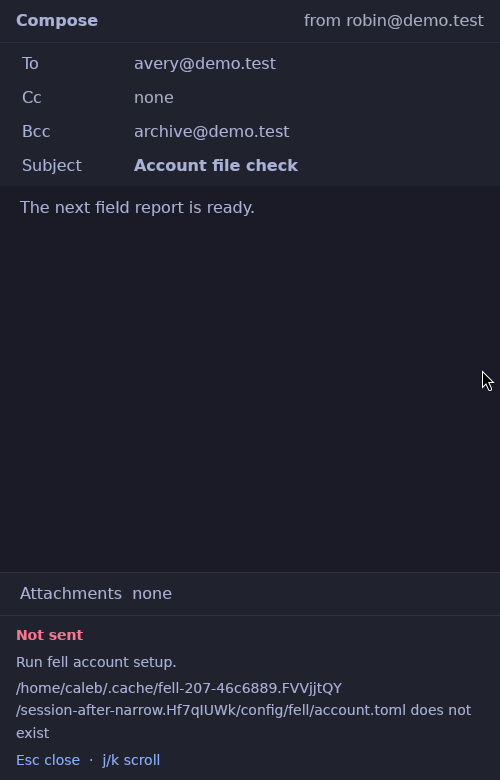 Compose from robin@demo.test
To avery@demo.test
Cc none
Bcc archive@demo.test
Subject Account file check
The next field report is ready.
Attachments none
Not sent
Run fell account setup.
/home/caleb/.cache/fell-207-46c6889.FVVjjtQY
/session-after-narrow.Hf7qIUWk/config/fell/account.toml does not
exist
Esc close · j/k scroll